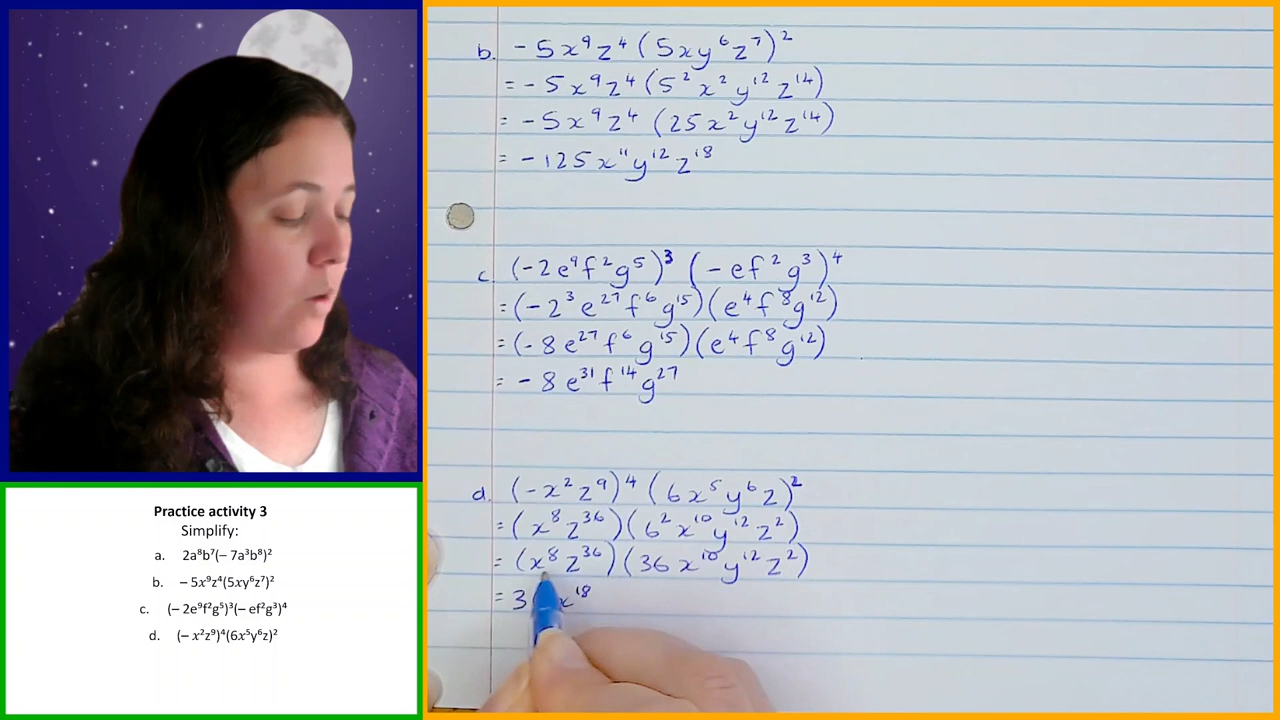 b. -5x⁹z⁴(5xy⁶z⁷)²
= -5x⁹z⁴(5²x²y¹²z¹⁴)
= -5x⁹z⁴(25x²y¹²z¹⁴)
= -125x¹¹y¹²z¹⁸
c. (-2e⁹f²g⁵)³(-ef²g³)⁴
= (-2³e²⁷f⁶g¹⁵)(e⁴f⁸g¹²)
= (-8e²⁷f⁶g¹⁵)(e⁴f⁸g¹²)
= -8e³¹f¹⁴g²⁷
d. (-x²z⁹)⁴(6x⁵y⁶z)²
= (x⁸z³⁶)(6²x¹⁰y¹²z²)
= (x⁸z³⁶)(36x¹⁰y¹²z²)
= 3 x¹⁸
Practice activity 3
Simplify:
a. 2a⁸b⁷(– 7a³b⁸)²
b. – 5x⁹z⁴(5xy⁶z⁷)²
c. (– 2e⁹f²g⁵)³(– ef²g³)⁴
d. (– x²z⁹)⁴(6x⁵y⁶z)²